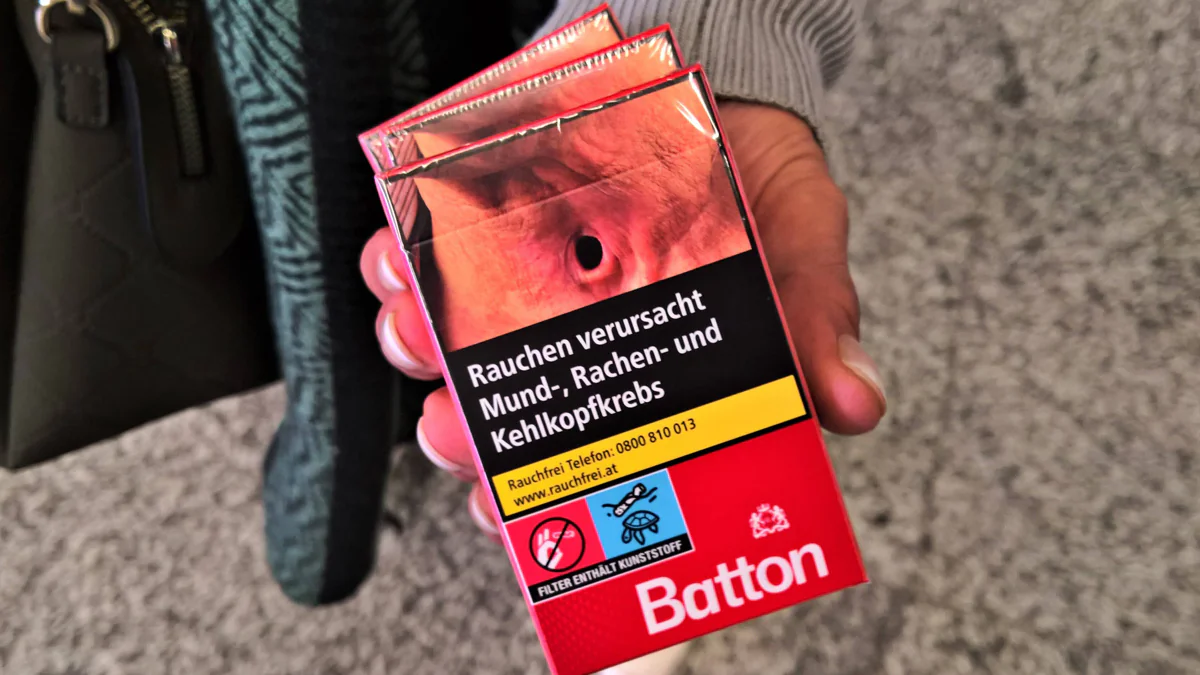 Rauchen verursacht
Mund-, Rachen- und
Kehlkopfkrebs
Rauchfrei Telefon: 0800 810 013
www.rauchfrei.at
FILTER ENTHÄLT KUNSTSTOFF
Batton